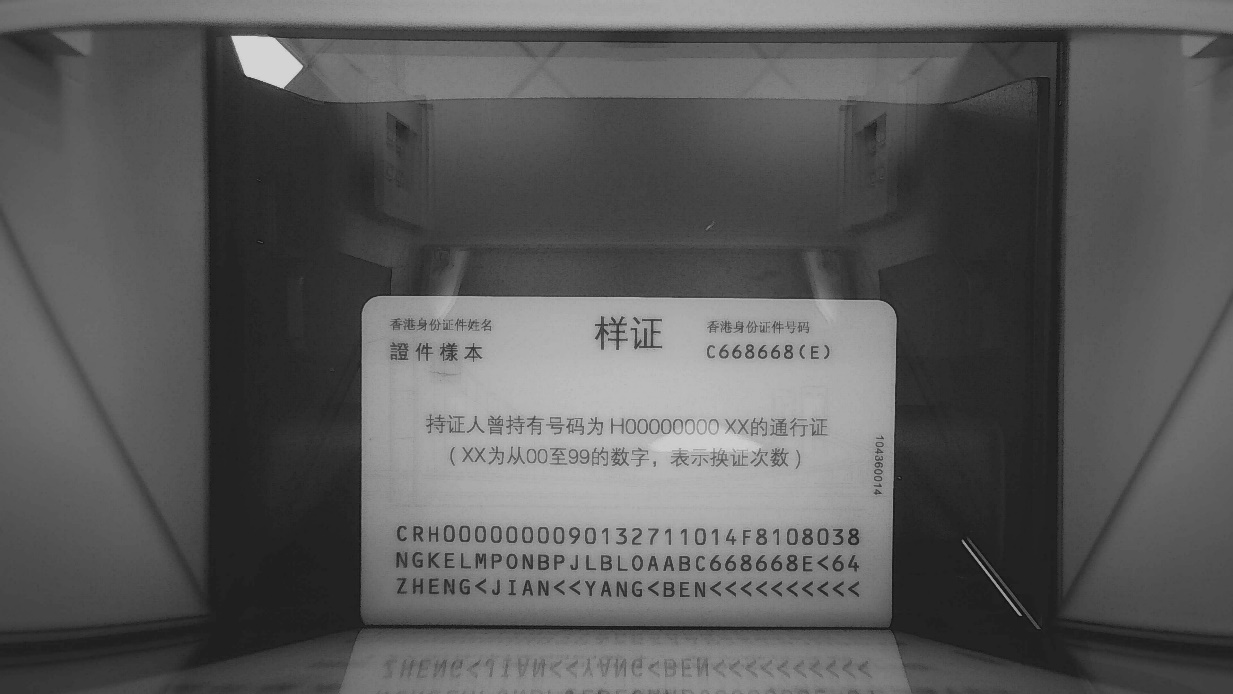 香港身份证件姓名
样证
香港身份证件号码
證件樣本
C668668(E)
持证人曾持有号码为 H00000000 XX的通行证
（XX为从00至99的数字，表示换证次数）
104360014
CRH000000009013271​1014F8108038
NGKELMPONBPJLBLOAABC668668E<64
ZHENG<JIAN<<YANG<BEN<<<<<<<<<<